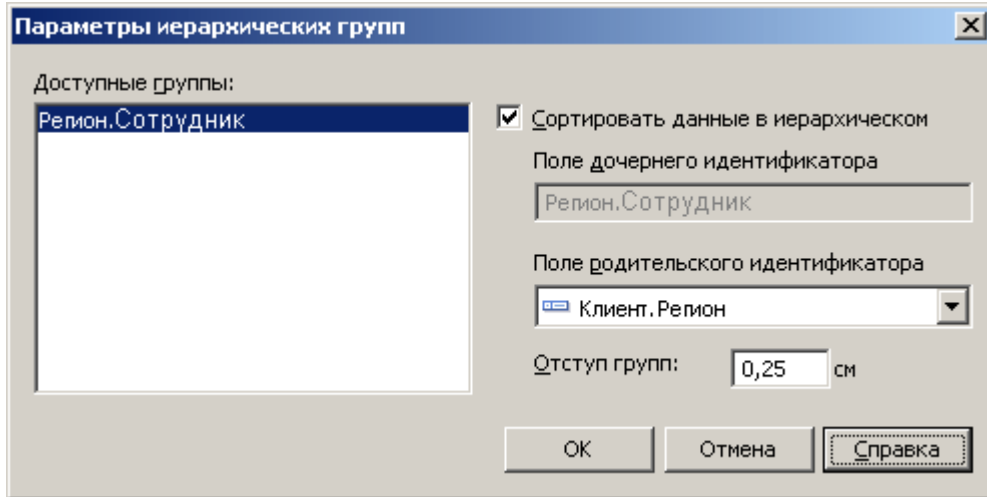 Параметры иерархических групп
Доступные группы:
Регион.Сотрудник
Сортировать данные в иерархическом
Поле дочернего идентификатора
Регион.Сотрудник
Поле родительского идентификатора
Клиент.Регион
Отступ групп:
0,25 см
ОК Отмена Справка